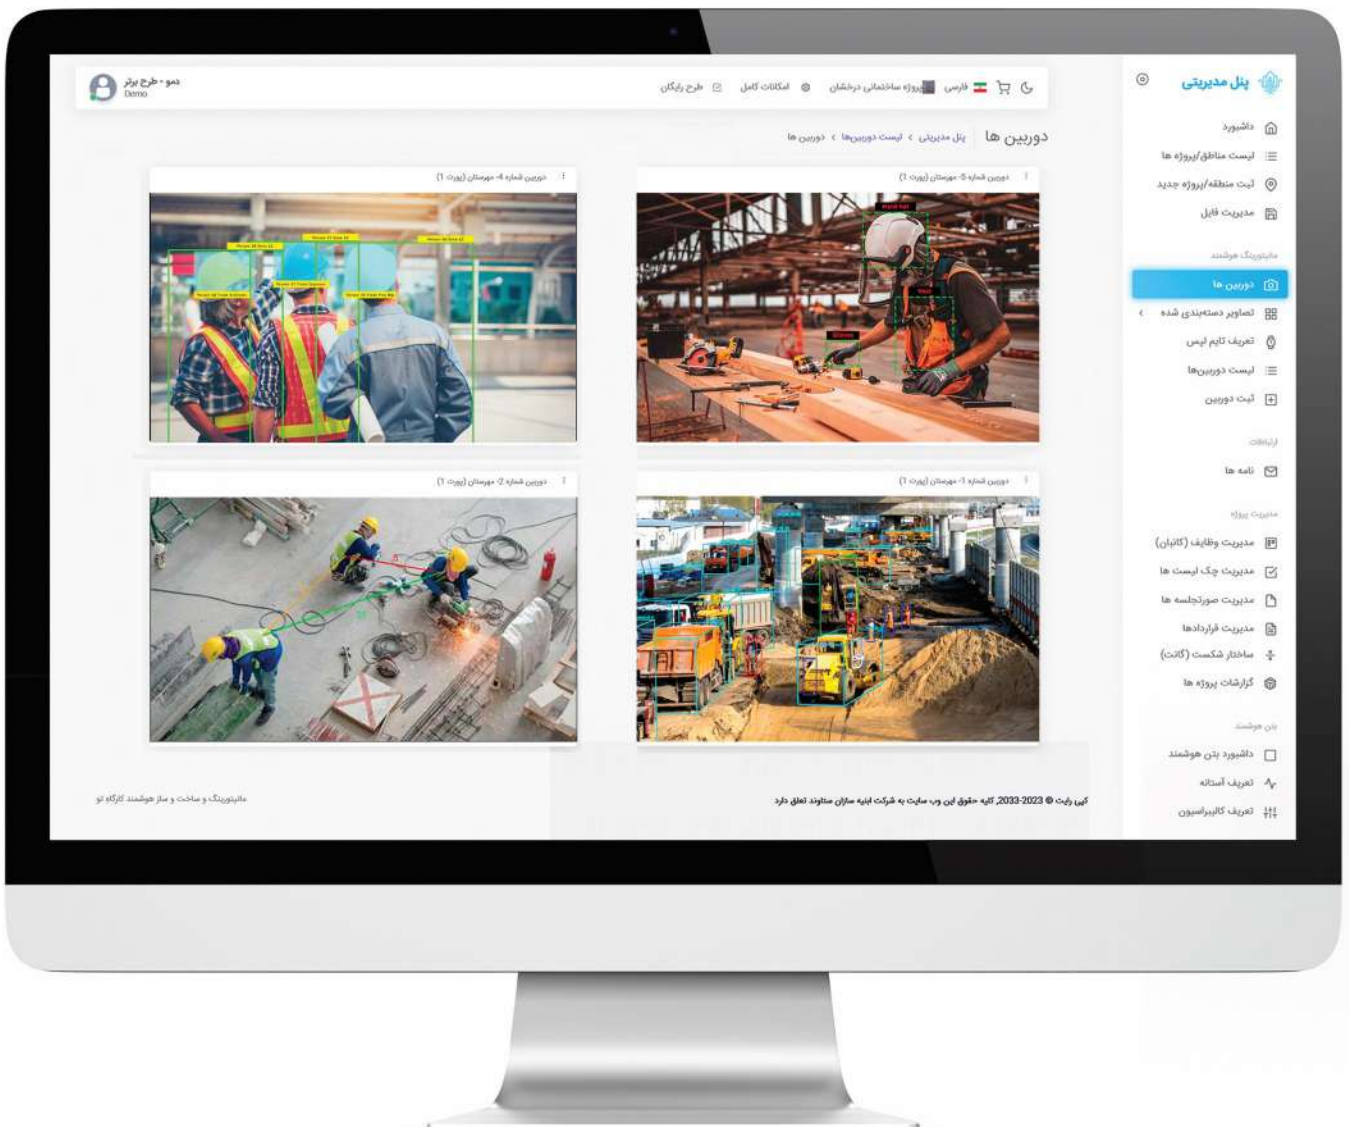 پنل مدیریتی
داشبورد
لیست مناطق/پروژه ها
ثبت منطقه/پروژه جدید
مدیریت فایل
مانیتورینگ هوشمند
دوربین ها
تصاویر دسته‌بندی شده
تعریف تایم لپس
لیست دوربین‌ها
ثبت دوربین
ارتباطات
نامه ها
مدیریت پروژه
مدیریت وظایف (کانبان)
مدیریت چک لیست ها
مدیریت صورتجلسه ها
مدیریت قراردادها
ساختار شکست (گانت)
گزارشات پروژه ها
بتن هوشمند
داشبورد بتن هوشمند
تعریف آستانه
تعریف کالیبراسیون
فارسی پروژه ساختمانی درخشان امکانات کامل طرح رایگان
دمو - طرح برتر
Demo
دوربین ها پنل مدیریتی › لیست دوربین‌ها › دوربین ها
دوربین شماره 5- مهرستان (پورت 1)
Hard hat
Gloves
دوربین شماره 4- مهرستان (پورت 1)
دوربین شماره 1- مهرستان (پورت 1)
دوربین شماره 2- مهرستان (پورت 1)
کپی رایت © 2023-2033, کلیه حقوق این وب سایت به شرکت ابنیه سازان ستاوند تعلق دارد
مانیتورینگ و ساخت و ساز هوشمند کارگاه تو